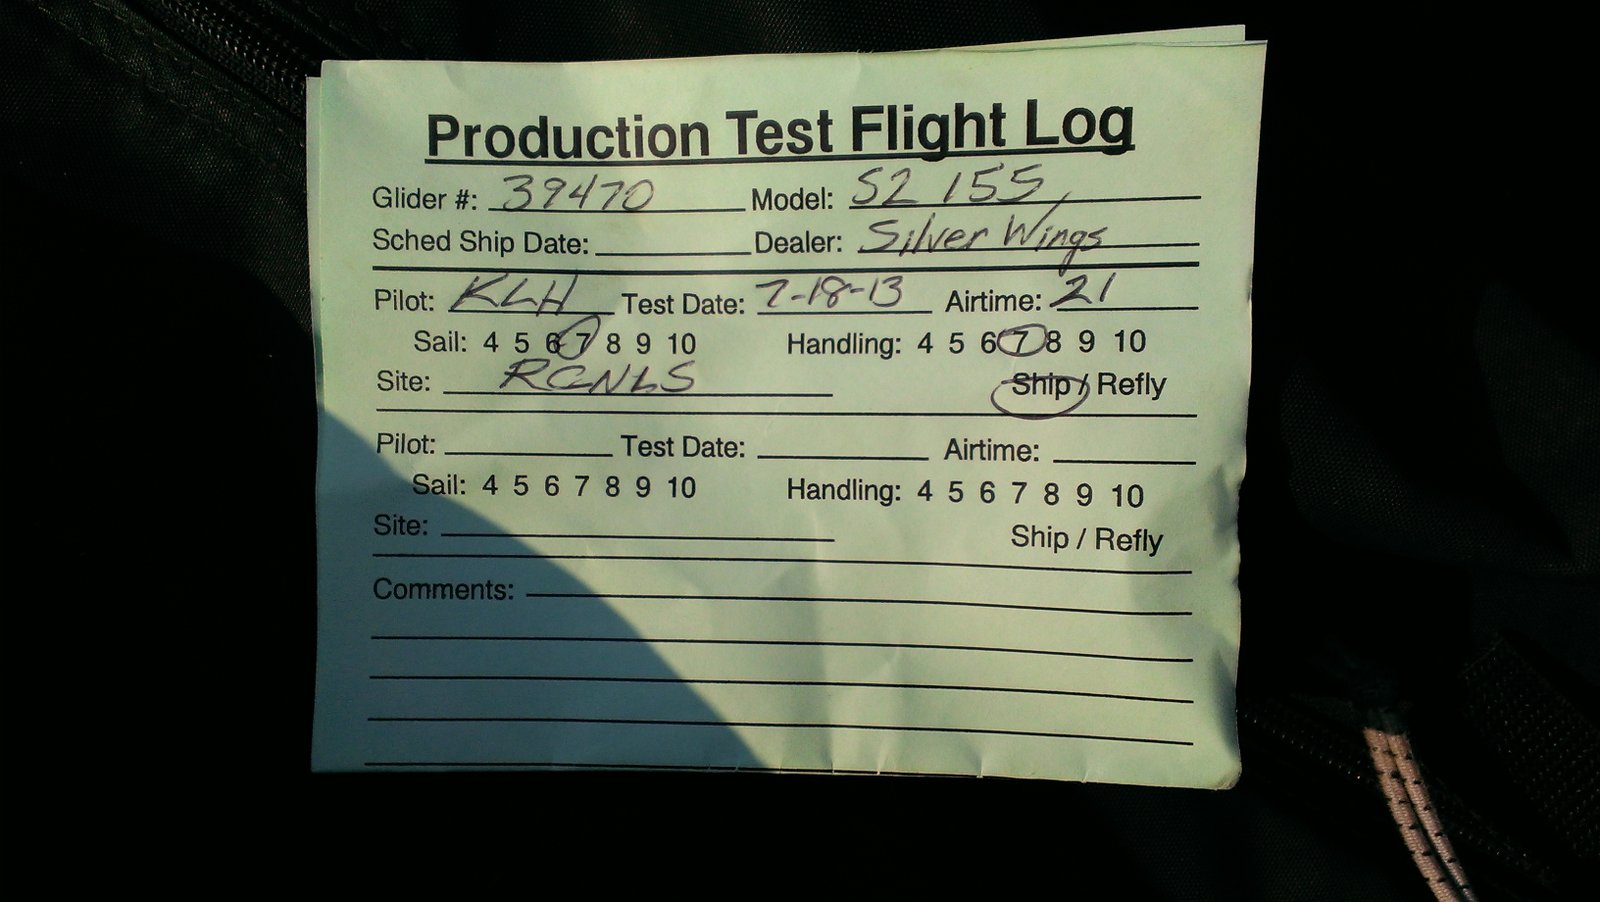 Production Test Flight Log
Glider #: 39470 Model: S2 155
Sched Ship Date: Dealer: Silver Wings
Pilot: KLH Test Date: 7-18-13 Airtime: 21
Sail: 4 5 6 7 8 9 10 Handling: 4 5 6 7 8 9 10
Site: RCNLS Ship / Refly
Pilot: Test Date: Airtime:
Sail: 4 5 6 7 8 9 10 Handling: 4 5 6 7 8 9 10
Site: Ship / Refly
Comments: